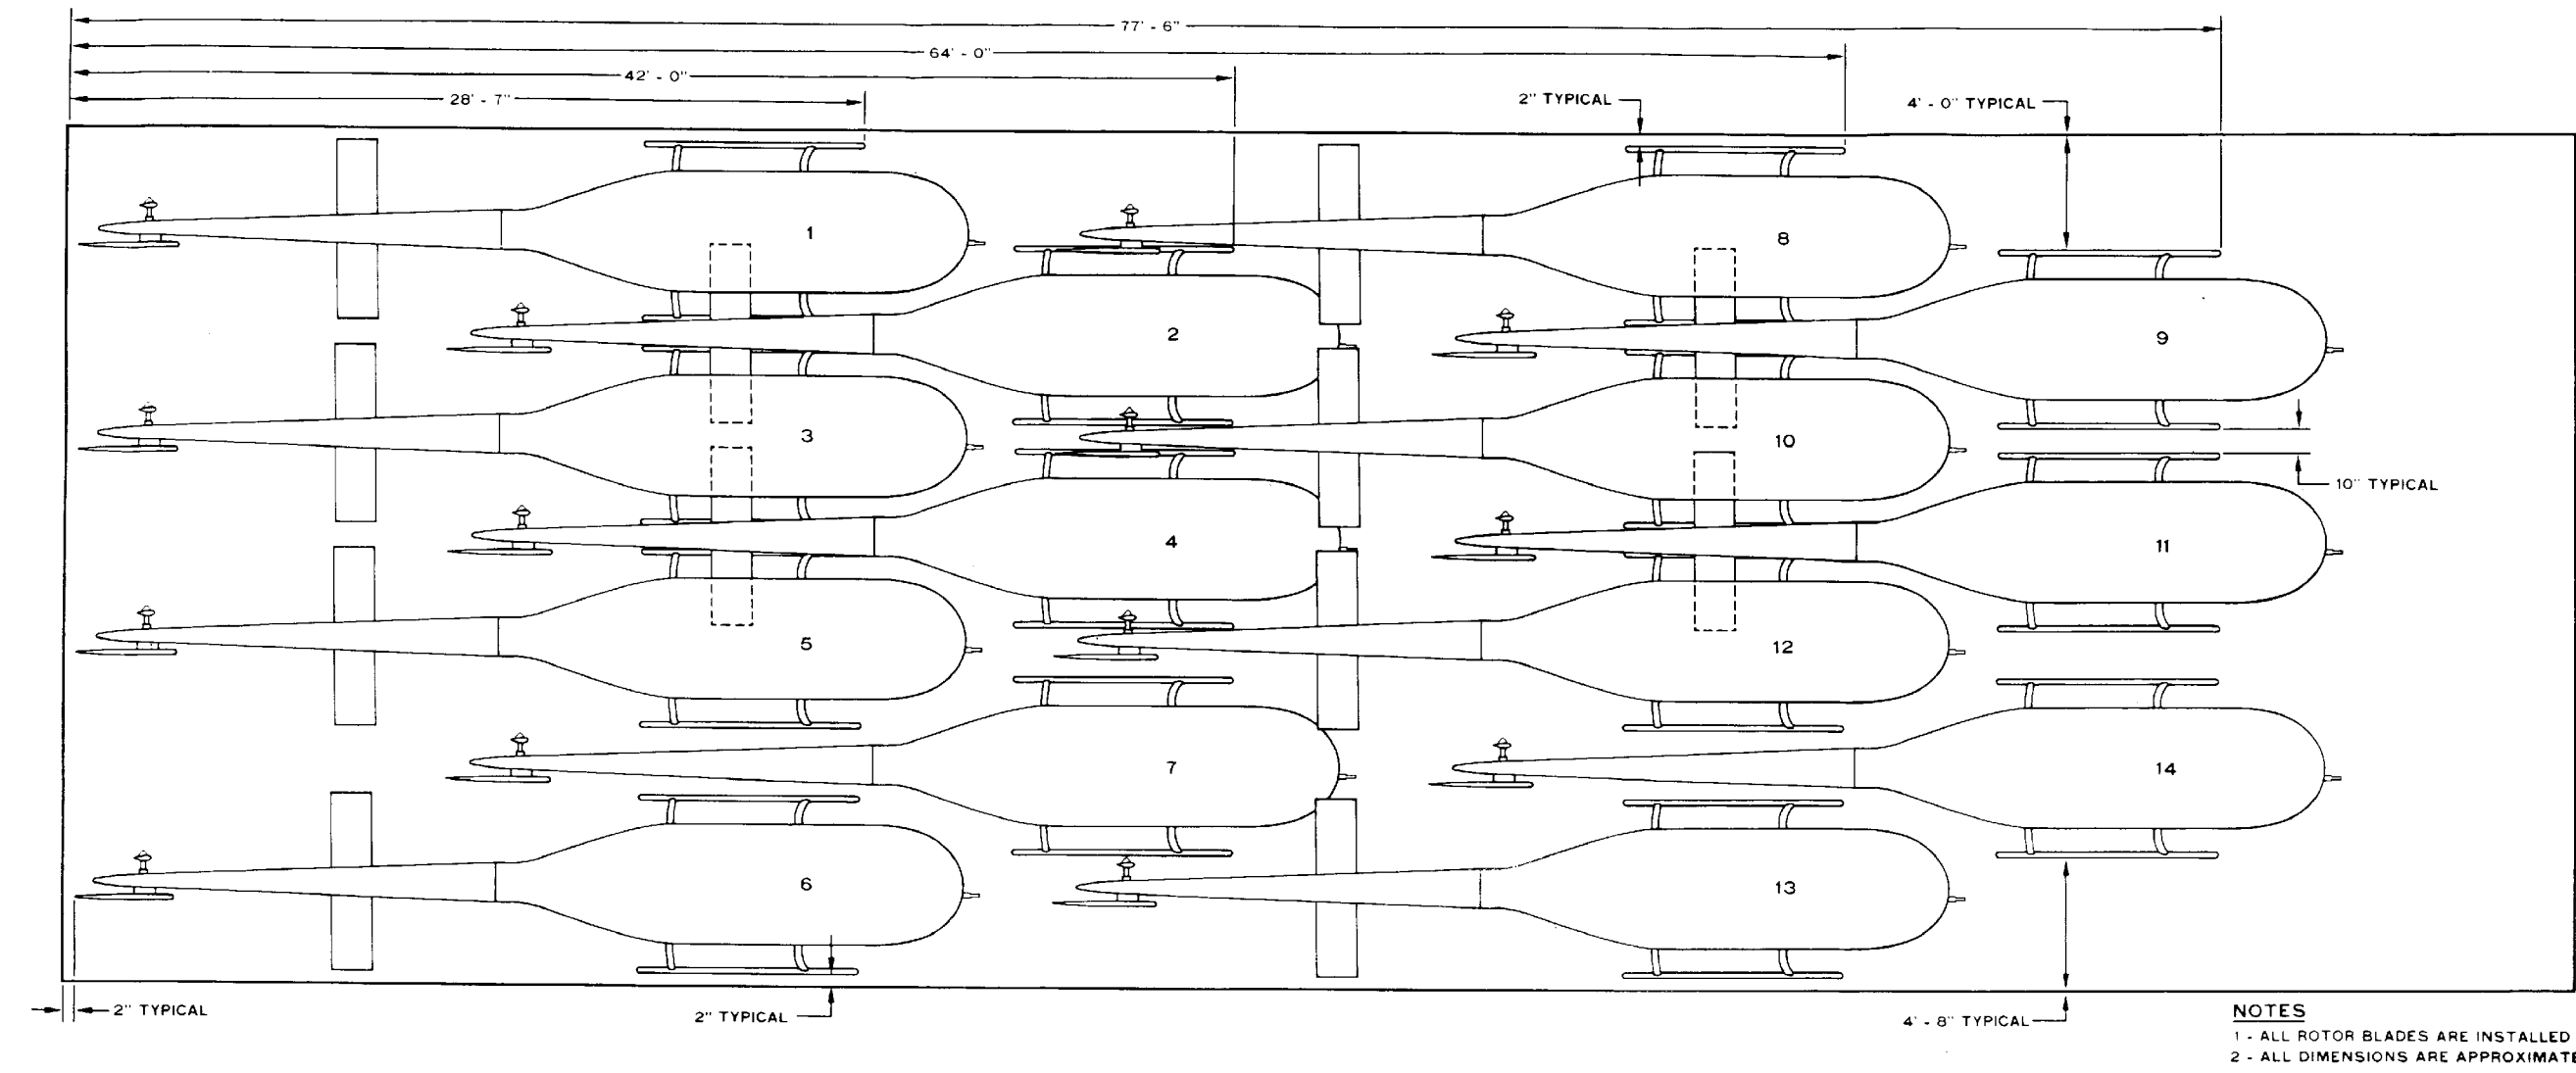 77' - 6"
64' - 0"
42' - 0"
28' - 7"
2" TYPICAL
4' - 0" TYPICAL
1
8
2
9
3
10
10" TYPICAL
4
11
5
12
7
14
6
13
2" TYPICAL
2" TYPICAL
4' - 8" TYPICAL
NOTES
1 - ALL ROTOR BLADES ARE INSTALLED
2 - ALL DIMENSIONS ARE APPROXIMATE